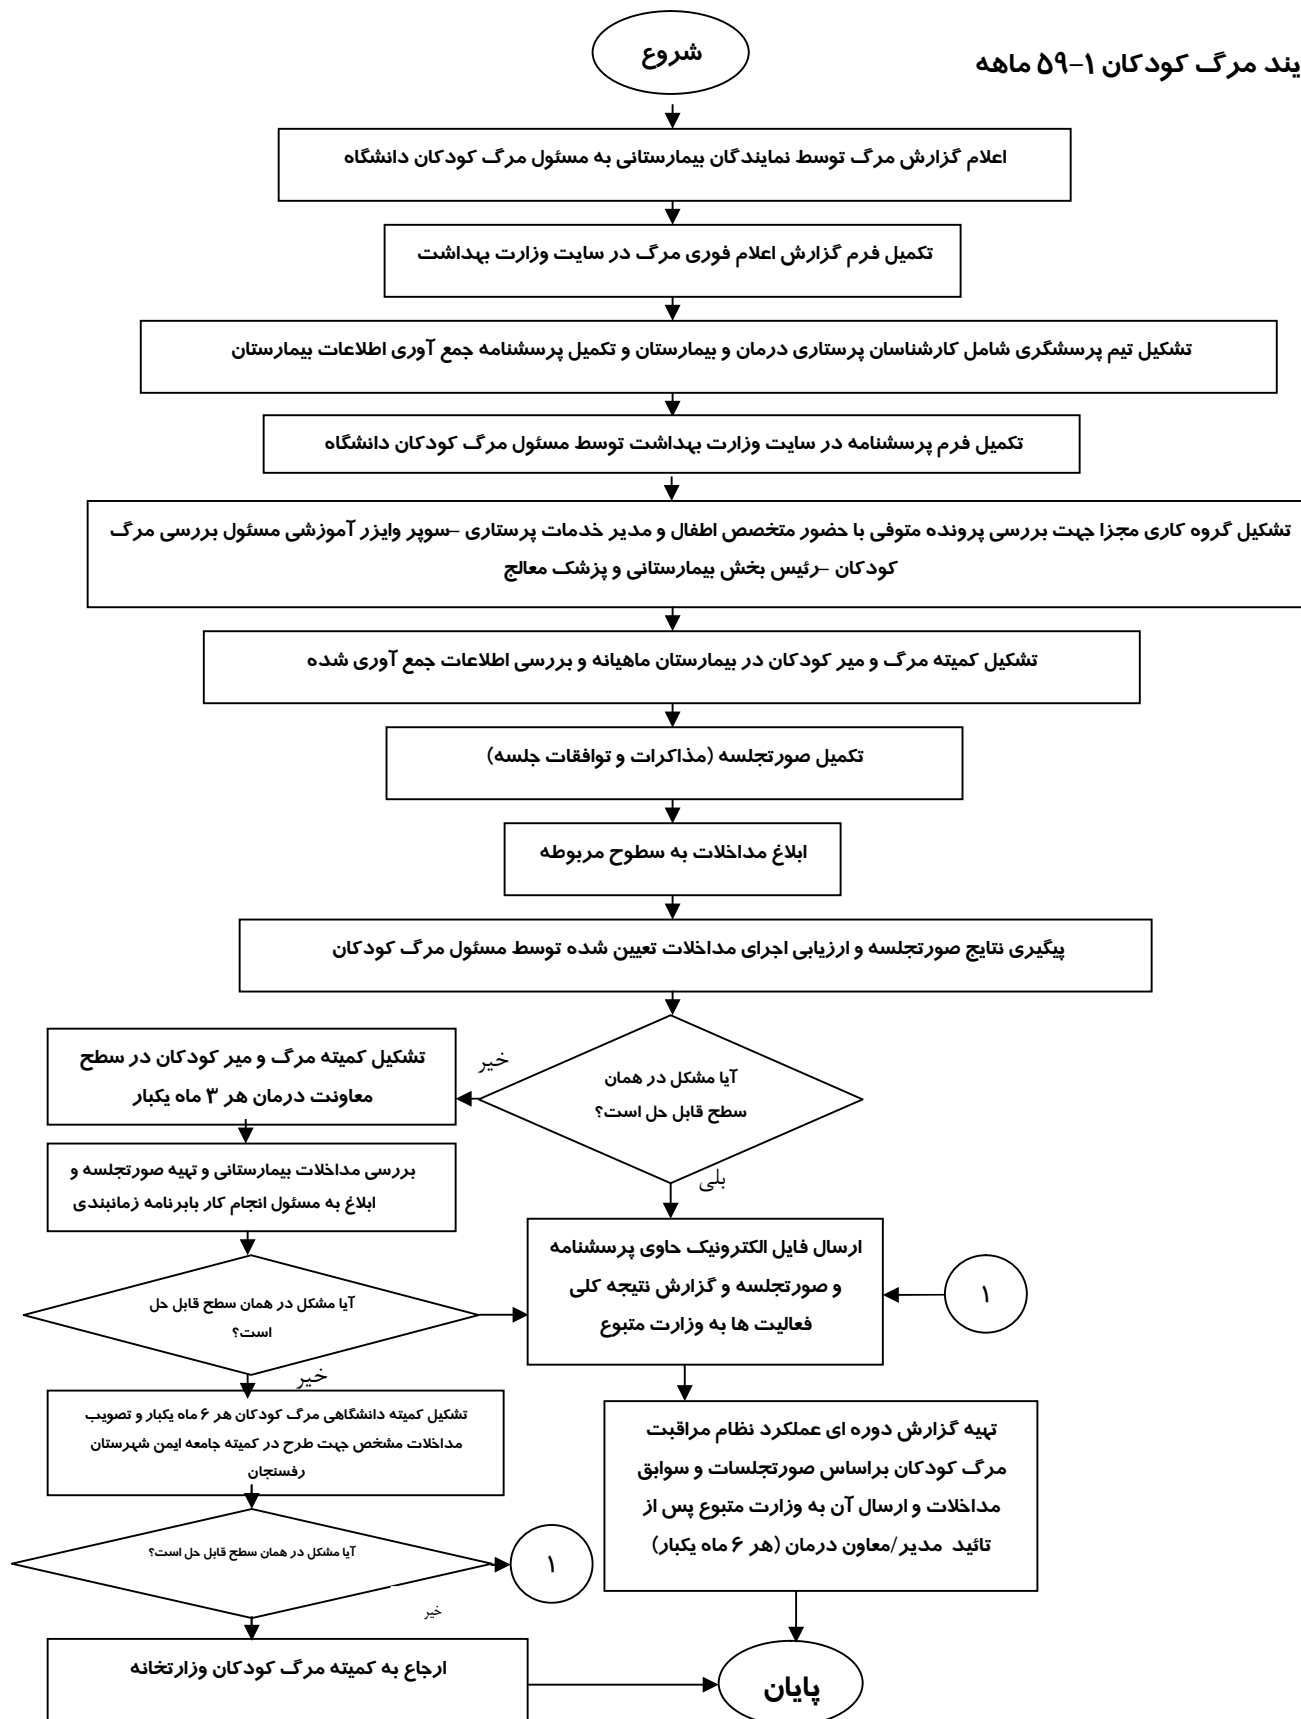 شروع
یند مرگ کودکان ۱–۵۹ ماهه
اعلام گزارش مرگ توسط نمایندگان بیمارستانی به مسئول مرگ کودکان دانشگاه
تکمیل فرم گزارش اعلام فوری مرگ در سایت وزارت بهداشت
تشکیل تیم پرسشگری شامل کارشناسان پرستاری درمان و بیمارستان و تکمیل پرسشنامه جمع آوری اطلاعات بیمارستان
تکمیل فرم پرسشنامه در سایت وزارت بهداشت توسط مسئول مرگ کودکان دانشگاه
تشکیل گروه کاری مجزا جهت بررسی پرونده متوفی با حضور متخصص اطفال و مدیر خدمات پرستاری –سوپر وایزر آموزشی مسئول بررسی مرگ
کودکان –رئیس بخش بیمارستانی و پزشک معالج
تشکیل کمیته مرگ و میر کودکان در بیمارستان ماهیانه و بررسی اطلاعات جمع آوری شده
تکمیل صورتجلسه (مذاکرات و توافقات جلسه)
ابلاغ مداخلات به سطوح مربوطه
پیگیری نتایج صورتجلسه و ارزیابی اجرای مداخلات تعیین شده توسط مسئول مرگ کودکان
آیا مشکل در همان
سطح قابل حل است؟
خیر
بلی
تشکیل کمیته مرگ و میر کودکان در سطح
معاونت درمان هر ۳ ماه یکبار
بررسی مداخلات بیمارستانی و تهیه صورتجلسه و
ابلاغ به مسئول انجام کار بابرنامه زمانبندی
ارسال فایل الکترونیک حاوی پرسشنامه
و صورتجلسه و گزارش نتیجه کلی
فعالیت ها به وزارت متبوع
۱
آیا مشکل در همان سطح قابل حل
است؟
خیر
تشکیل کمیته دانشگاهی مرگ کودکان هر ۶ ماه یکبار و تصویب
مداخلات مشخص جهت طرح در کمیته جامعه ایمن شهرستان
رفسنجان
تهیه گزارش دوره ای عملکرد نظام مراقبت
مرگ کودکان براساس صورتجلسات و سوابق
مداخلات و ارسال آن به وزارت متبوع پس از
تائید مدیر/معاون درمان (هر ۶ ماه یکبار)
آیا مشکل در همان سطح قابل حل است؟
۱
خیر
ارجاع به کمیته مرگ کودکان وزارتخانه
پایان